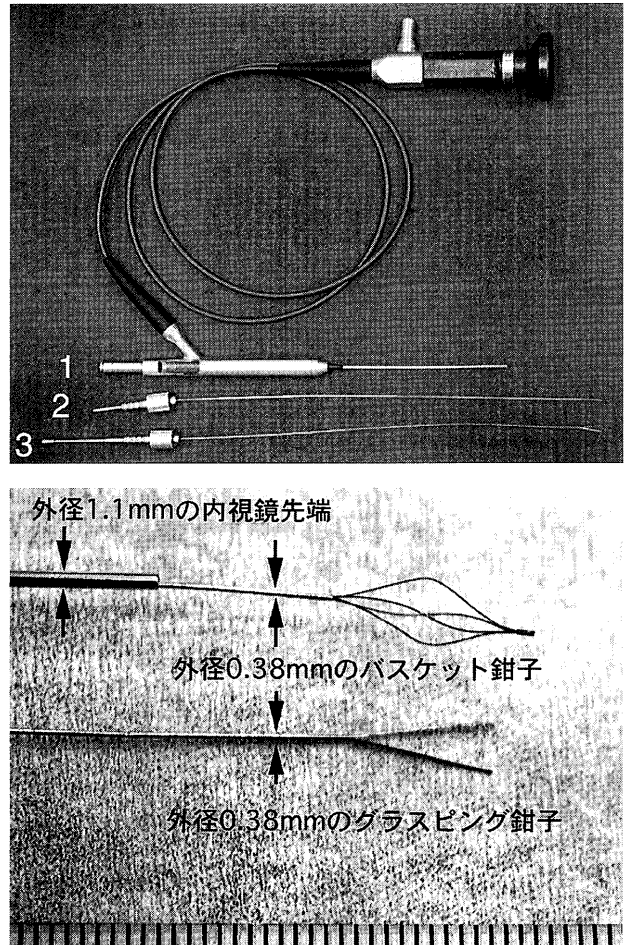 1
2
3
外径1.1mmの内視鏡先端
外径0.38mmのバスケット鉗子
外径0.38mmのグラスピング鉗子